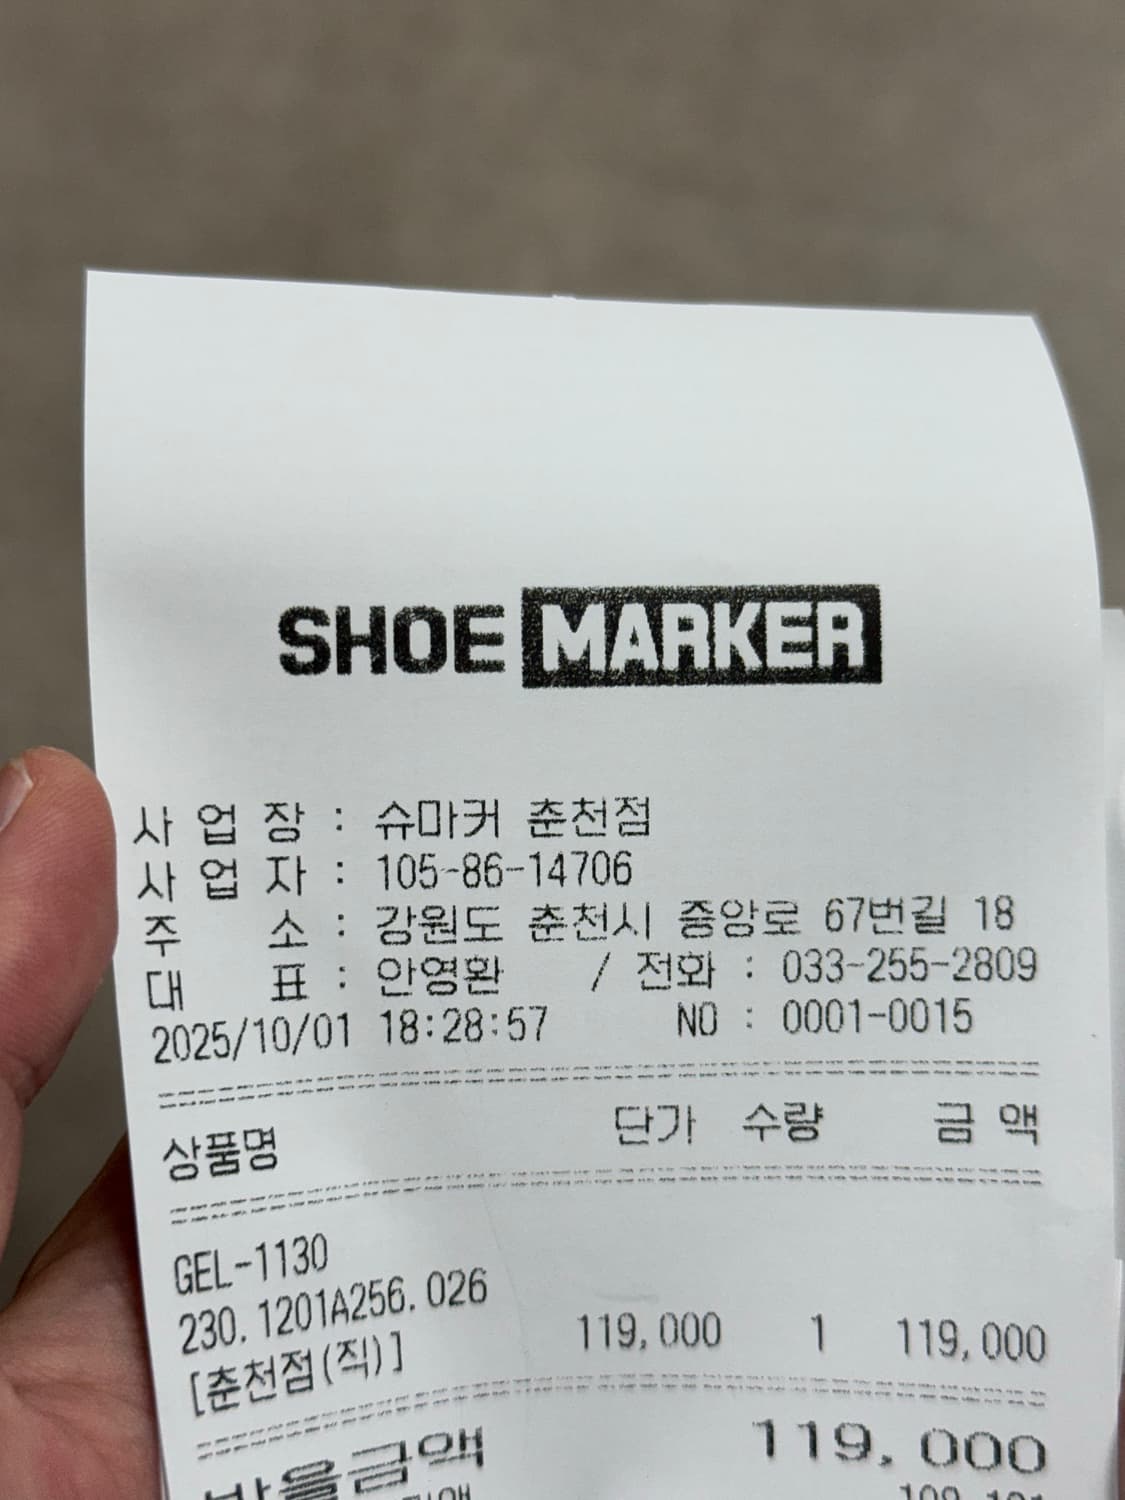 SHOE MARKER
사 업 장 : 슈마커 춘천점
사 업 자 : 105-86-14706
주 소 : 강원도 춘천시 중앙로 67번길 18
대 표 : 안영환 / 전화 : 033-255-2809
2025/10/01 18:28:57 NO : 0001-0015
상품명 단가 수량 금 액
GEL-1130
230.1201A256.026 119,000 1 119,000
[춘천점(직)]
받을금액 119,000